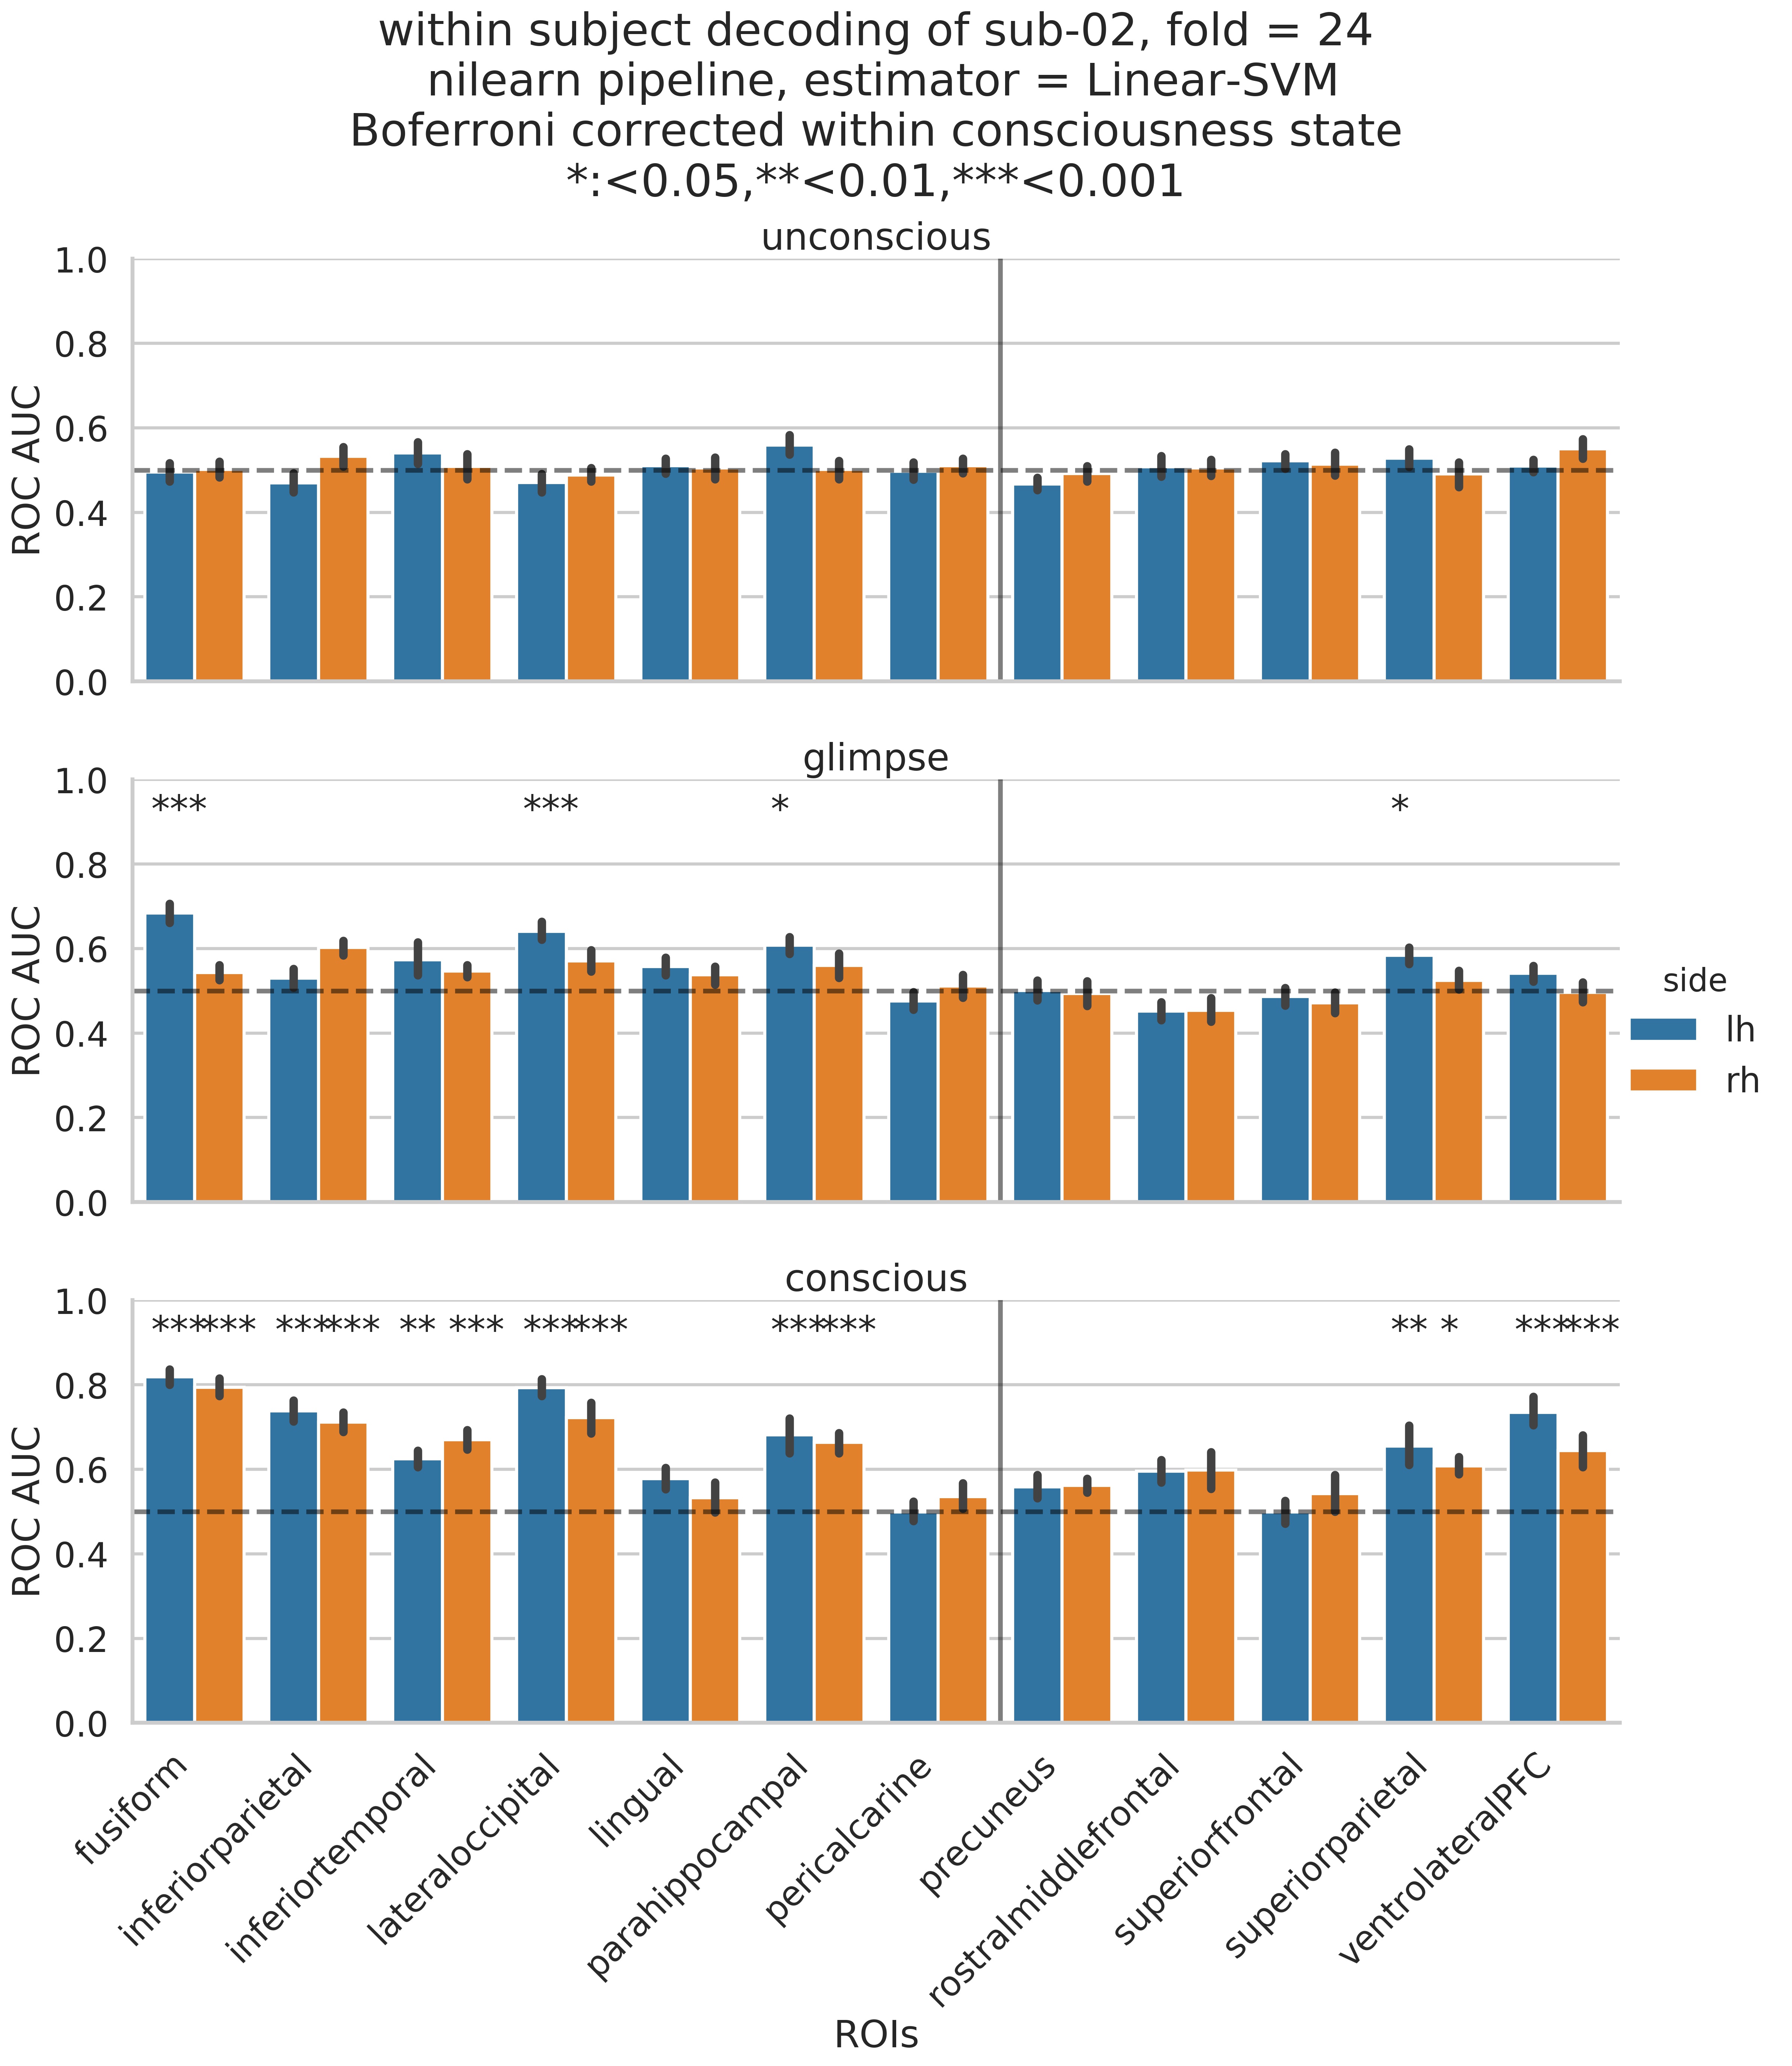 within subject decoding of sub-02, fold = 24
nilearn pipeline, estimator = Linear-SVM
Boferroni corrected within consciousness state
*:<0.05,**<0.01,***<0.001
unconscious
1.0
0.8
0.6
0.4
0.2
0.0
ROC AUC
glimpse
1.0
*** *** * *
0.8
0.6
0.4
0.2
0.0
ROC AUC
side
lh
rh
conscious
1.0
*** *** *** *** ** *** *** *** *** *** ** * *** ***
0.8
0.6
0.4
0.2
0.0
ROC AUC
fusiform
inferiorparietal
inferiortemporal
lateraloccipital
lingual
parahippocampal
pericalcarine
precuneus
rostralmiddlefrontal
superiorfrontal
superiorparietal
ventrolateralPFC
ROIs